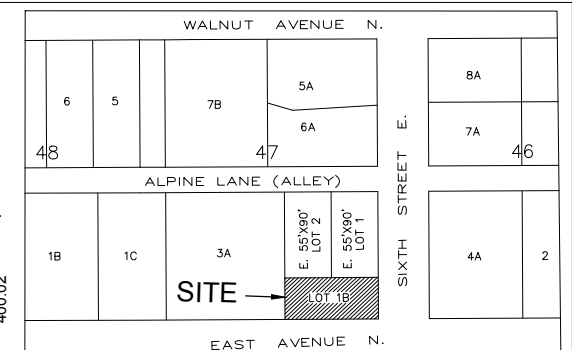 WALNUT AVENUE N.
6
5
7B
5A
6A
8A
7A
48
47
46
ALPINE LANE (ALLEY)
SIXTH STREET E.
1B
1C
3A
E. 55'X90'
LOT 2
E. 55'X90'
LOT 1
4A
2
SITE
LOT 1B
EAST AVENUE N.
400.02